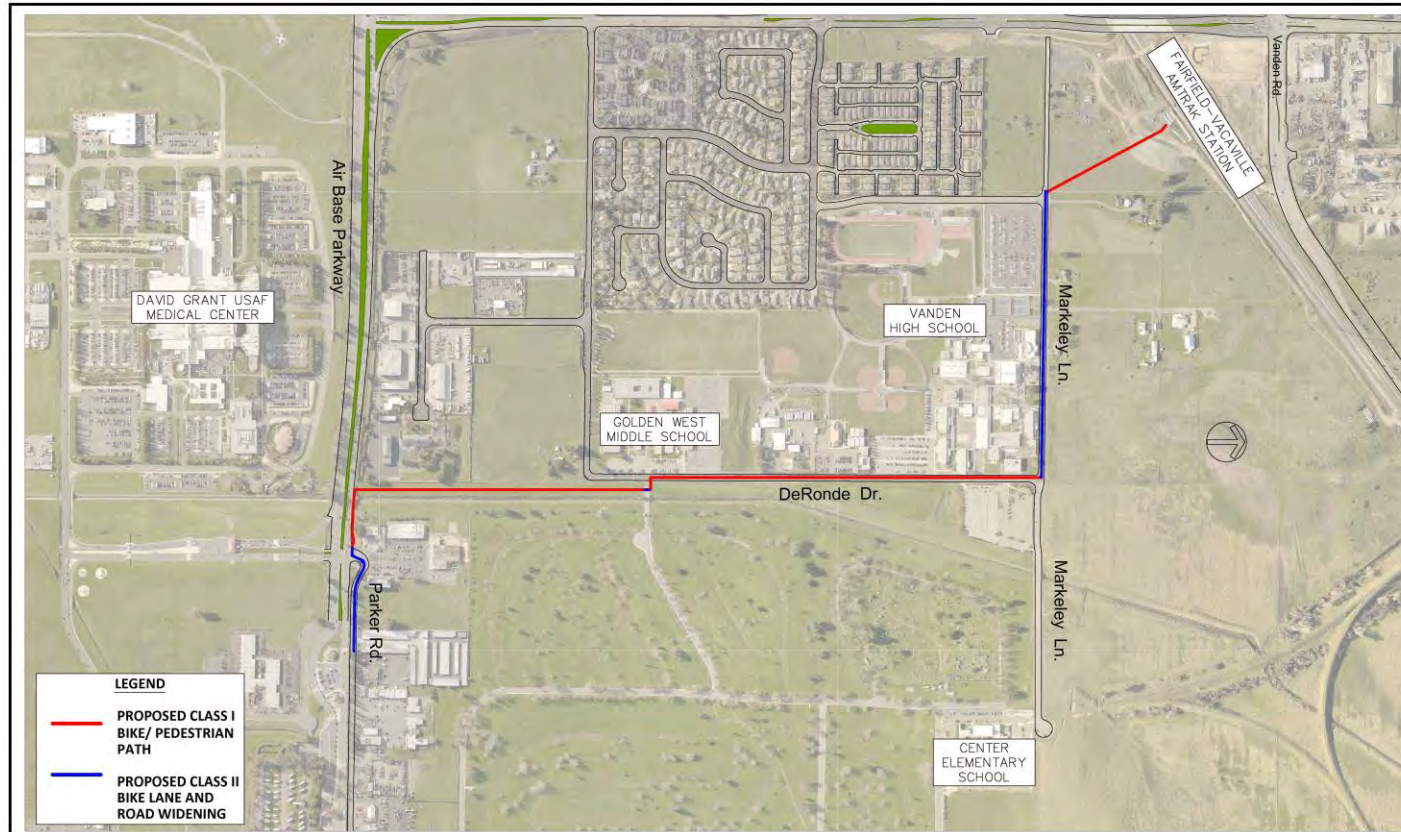 FAIRFIELD-VACAVILLE
AMTRAK STATION
Vanden Rd.
Air Base Parkway
DAVID GRANT USAF
MEDICAL CENTER
VANDEN
HIGH SCHOOL
Markeley Ln.
GOLDEN WEST
MIDDLE SCHOOL
DeRonde Dr.
Parker Rd.
Markeley Ln.
CENTER
ELEMENTARY
SCHOOL
LEGEND
PROPOSED CLASS I
BIKE/ PEDESTRIAN
PATH
PROPOSED CLASS II
BIKE LANE AND
ROAD WIDENING